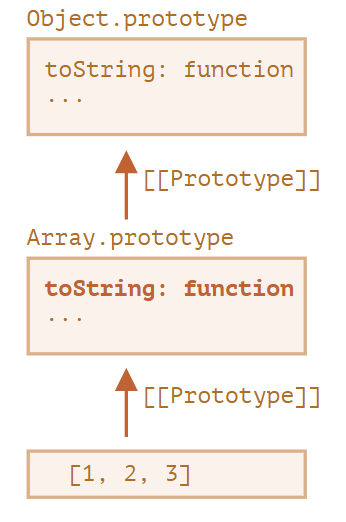 Object.prototype
toString: function
...
[[Prototype]]
Array.prototype
toString: function
...
[[Prototype]]
[1, 2, 3]